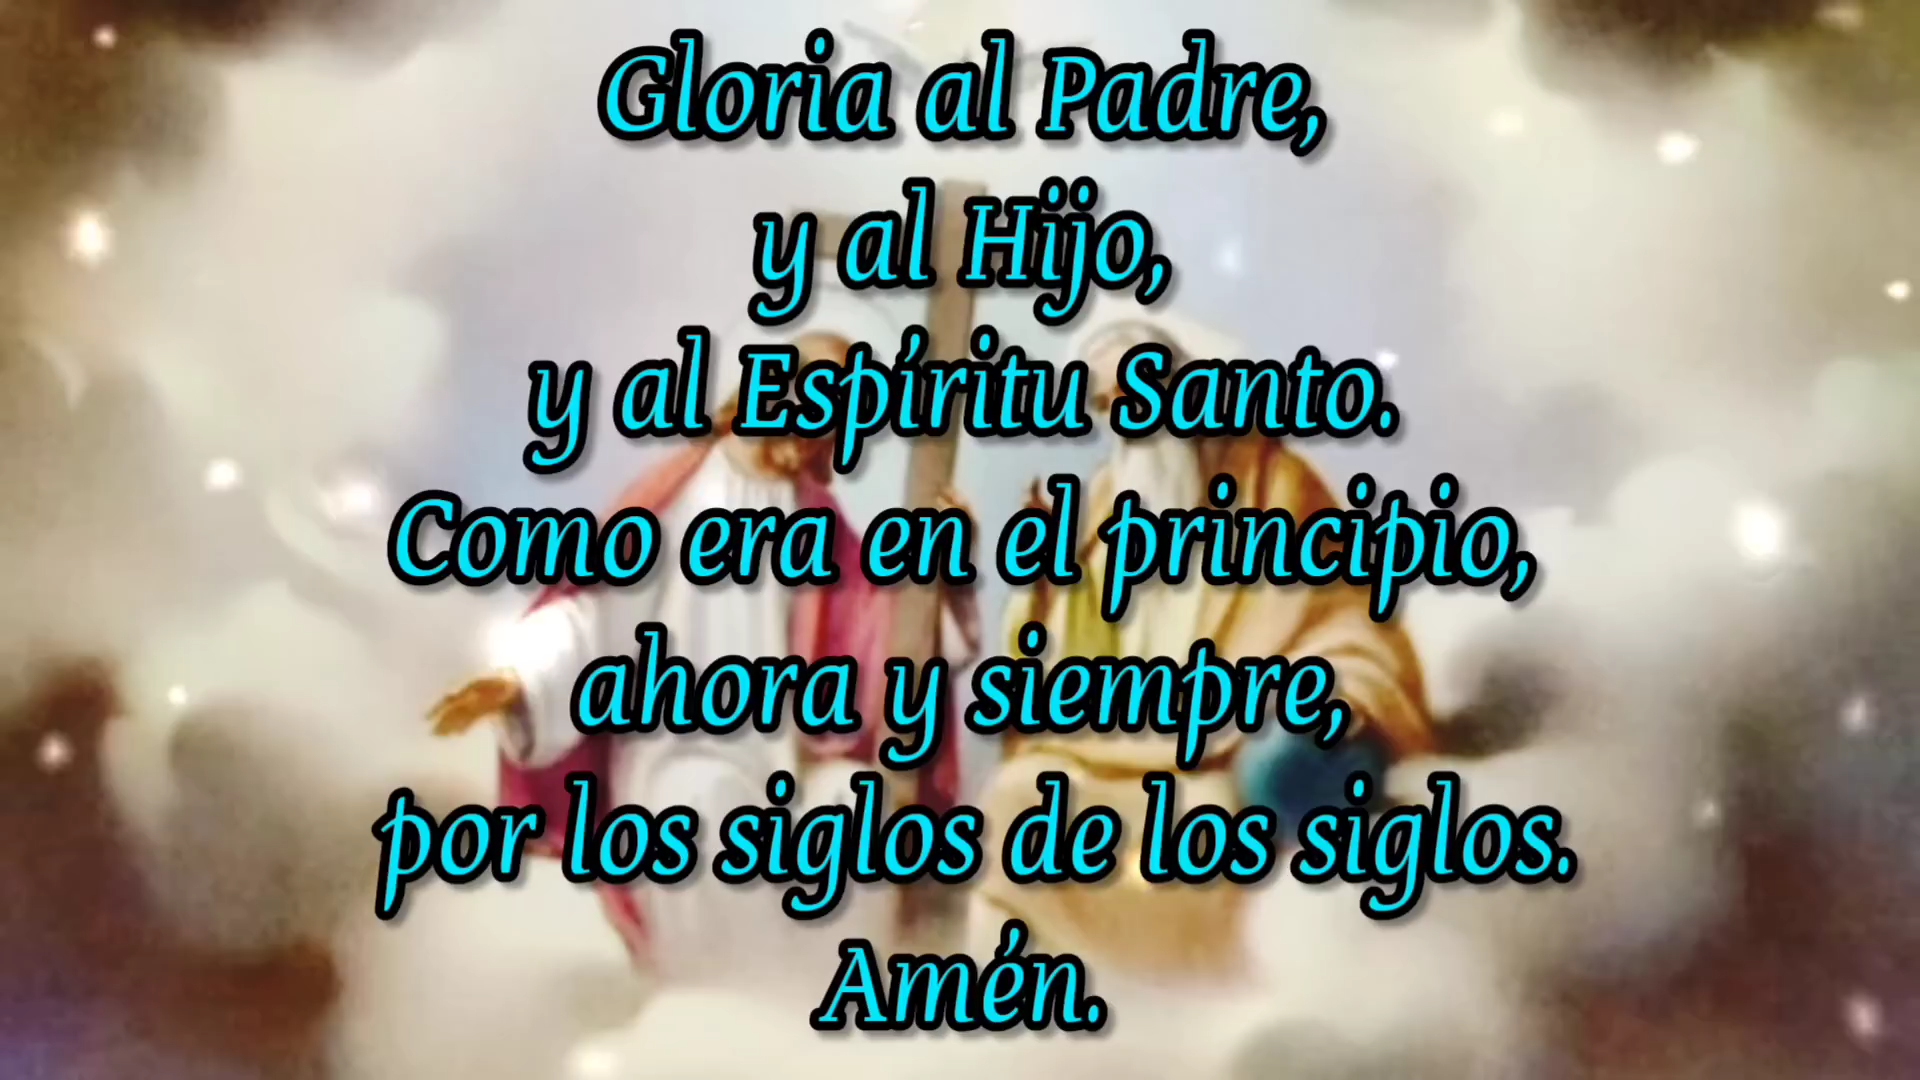 Gloria al Padre,
y al Hijo,
y al Espíritu Santo.
Como era en el principio,
ahora y siempre,
por los siglos de los siglos.
Amén.